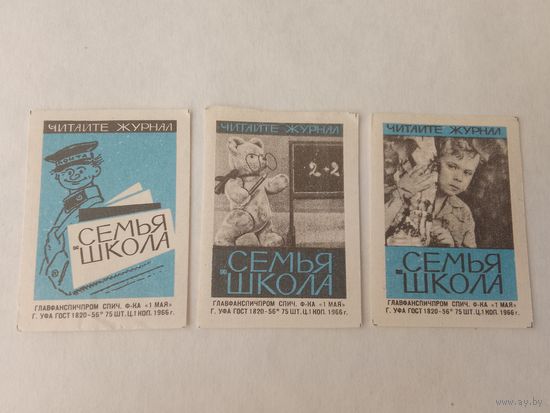 ЧИТАЙТЕ ЖУРНАЛ
ПОЧТА
СЕМЬЯ
И ШКОЛА
ГЛАВФАНСПИЧПРОМ СПИЧ. Ф-КА «1 МАЯ»
Г. УФА ГОСТ 1820-56* 75 ШТ. Ц. 1 КОП. 1966 г.
ЧИТАЙТЕ ЖУРНАЛ
2+2
СЕМЬЯ
И ШКОЛА
ГЛАВФАНСПИЧПРОМ СПИЧ. Ф-КА «1 МАЯ»
Г. УФА ГОСТ 1820-56* 75 ШТ. Ц. 1 КОП. 1966 г.
ЧИТАЙТЕ ЖУРНАЛ
СЕМЬЯ
И ШКОЛА
ГЛАВФАНСПИЧПРОМ СПИЧ. Ф-КА «1 МАЯ»
Г. УФА ГОСТ 1820-56* 75 ШТ. Ц. 1 КОП. 1966 г.
www.ay.by